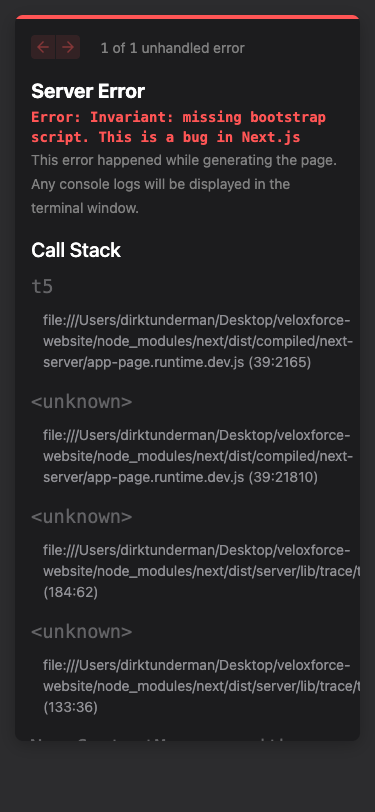 1 of 1 unhandled error
Server Error
Error: Invariant: missing bootstrap
script. This is a bug in Next.js
This error happened while generating the page.
Any console logs will be displayed in the
terminal window.
Call Stack
t5
file:///Users/dirktunderman/Desktop/veloxforce-
website/node_modules/next/dist/compiled/next-
server/app-page.runtime.dev.js (39:2165)
<unknown>
file:///Users/dirktunderman/Desktop/veloxforce-
website/node_modules/next/dist/compiled/next-
server/app-page.runtime.dev.js (39:21810)
<unknown>
file:///Users/dirktunderman/Desktop/veloxforce-
website/node_modules/next/dist/server/lib/trace/t
(184:62)
<unknown>
file:///Users/dirktunderman/Desktop/veloxforce-
website/node_modules/next/dist/server/lib/trace/t
(133:36)